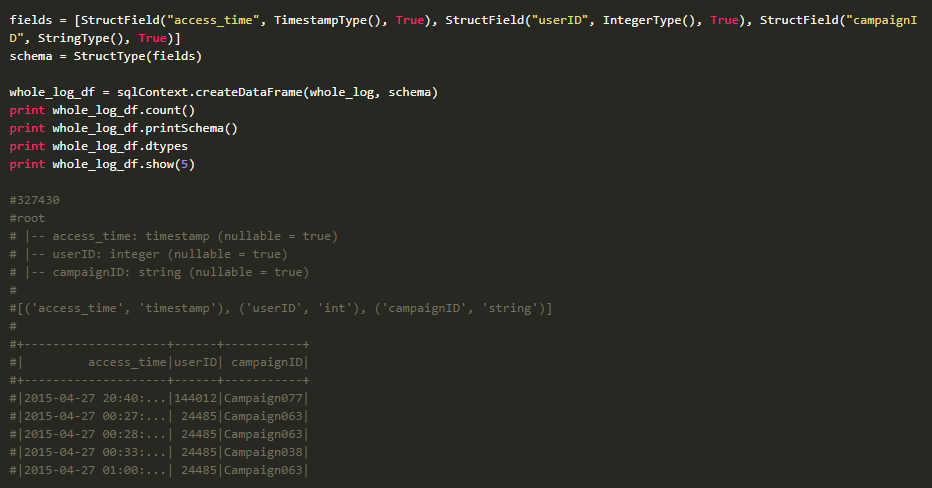 fields = [StructField("access_time", TimestampType(), True), StructField("userID", IntegerType(), True), StructField("campaignI
D", StringType(), True)]
schema = StructType(fields)

whole_log_df = sqlContext.createDataFrame(whole_log, schema)
print whole_log_df.count()
print whole_log_df.printSchema()
print whole_log_df.dtypes
print whole_log_df.show(5)

#327430
#root
# |-- access_time: timestamp (nullable = true)
# |-- userID: integer (nullable = true)
# |-- campaignID: string (nullable = true)
#
#[('access_time', 'timestamp'), ('userID', 'int'), ('campaignID', 'string')]
#
#+--------------------+------+-----------+
#|         access_time|userID| campaignID|
#+--------------------+------+-----------+
#|2015-04-27 20:40:...|144012|Campaign077|
#|2015-04-27 00:27:...| 24485|Campaign063|
#|2015-04-27 00:28:...| 24485|Campaign063|
#|2015-04-27 00:33:...| 24485|Campaign038|
#|2015-04-27 01:00:...| 24485|Campaign063|